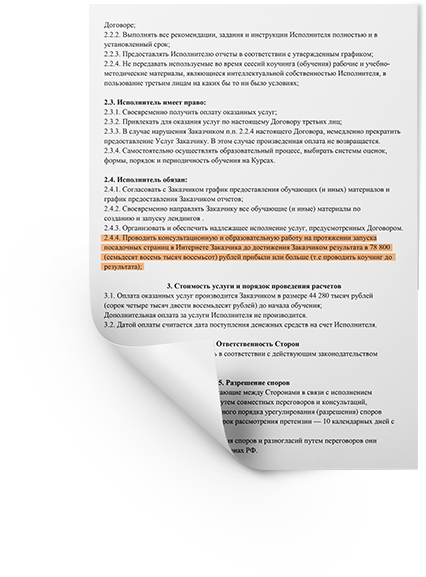 Договоре;
2.2.2. Выполнять все рекомендации, задания и инструкции Исполнителя полностью и в
установленный срок;
2.2.3. Предоставлять Исполнителю отчеты в соответствии с утвержденным графиком;
2.2.4. Не передавать используемые во время сессий коучинга (обучения) рабочие и учебно-
методические материалы, являющиеся интеллектуальной собственностью Исполнителя, в
пользование третьим лицам на каких бы то ни было условиях;
2.3. Исполнитель имеет право:
2.3.1. Своевременно получить оплату оказанных услуг;
2.3.2. Привлекать для оказания услуг по настоящему Договору третьих лиц;
2.3.3. В случае нарушения Заказчиком п.п. 2.2.4 настоящего Договора, немедленно прекратить
предоставление Услуг Заказчику. В этом случае произведенная оплата не возвращается.
2.3.4. Самостоятельно осуществлять образовательный процесс, выбирать системы оценок,
формы, порядок и периодичность обучения на Курсах.
2.4. Исполнитель обязан:
2.4.1. Согласовать с Заказчиком график предоставления обучающих (и иных) материалов и
график предоставления Заказчиком отчетов;
2.4.2. Своевременно направлять Заказчику все обучающие (и иные) материалы по
созданию и запуску лендингов .
2.4.3. Организовать и обеспечить надлежащее исполнение услуг, предусмотренных Договором.
2.4.4. Проводить консультационную и образовательную работу на протяжении запуска
посадочных страниц в Интернете Заказчика до достижения Заказчиком результата в 78 800
(семьдесят восемь тысяч восемьсот) рублей прибыли или больше (т.е проводить коучинг до
результата);
3. Стоимость услуги и порядок проведения расчетов
3.1. Оплата оказанных услуг производится Заказчиком в размере 44 280 тысяч рублей
(сорок четыре тысяч двести восемьдесят рублей) до начала обучения;
Дополнительная оплата за услуги Исполнителя не производится.
3.2. Датой оплаты считается дата поступления денежных средств на счет Исполнителя.
Ответственность Сторон
в соответствии с действующим законодательством
5. Разрешение споров
ающие между Сторонами в связи с исполнением
утем совместных переговоров и консультаций,
ного порядка урегулирования (разрешения) споров
рок рассмотрения претензии — 10 календарных дней с
ия споров и разногласий путем переговоров они
нах РФ.